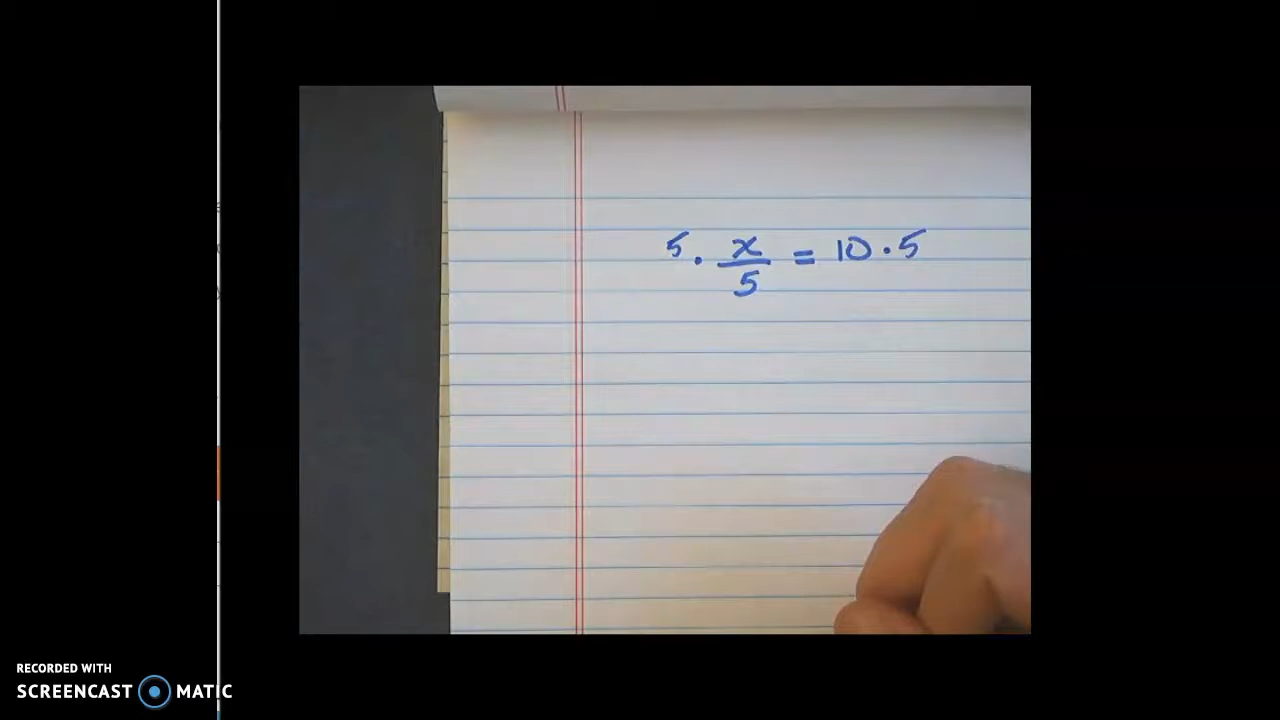 5 · x/5 = 10 · 5
RECORDED WITH
SCREENCAST MATIC